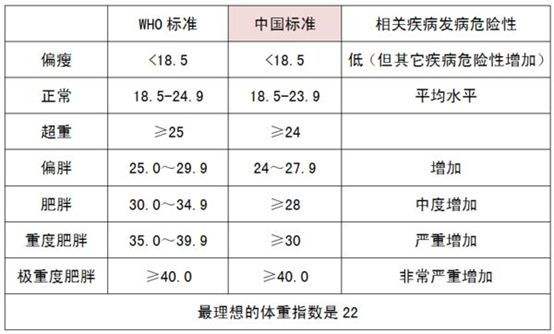 WHO标准 中国标准 相关疾病发病危险性
偏瘦 <18.5 <18.5 低(但其它疾病危险性增加)
正常 18.5-24.9 18.5-23.9 平均水平
超重 ≥25 ≥24
偏胖 25.0～29.9 24～27.9 增加
肥胖 30.0～34.9 ≥28 中度增加
重度肥胖 35.0～39.9 ≥30 严重增加
极重度肥胖 ≥40.0 ≥40.0 非常严重增加
最理想的体重指数是22